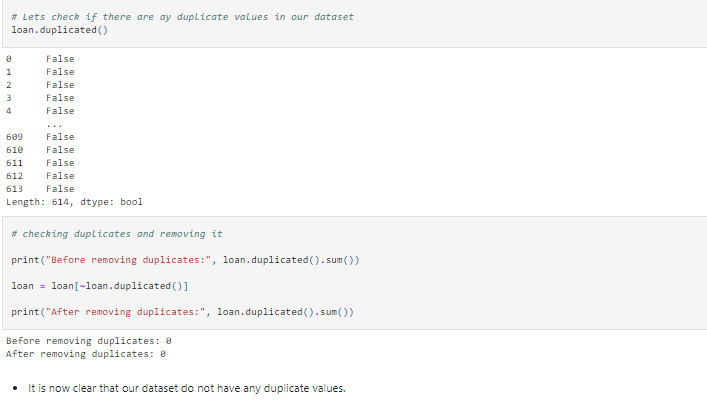 # Lets check if there are ay duplicate values in our dataset
loan.duplicated()
0 False
1 False
2 False
3 False
4 False
...
609 False
610 False
611 False
612 False
613 False
Length: 614, dtype: bool
# checking duplicates and removing it
print("Before removing duplicates:", loan.duplicated().sum())
loan = loan[~loan.duplicated()]
print("After removing duplicates:", loan.duplicated().sum())
Before removing duplicates: 0
After removing duplicates: 0
• It is now clear that our dataset do not have any duplicate values.